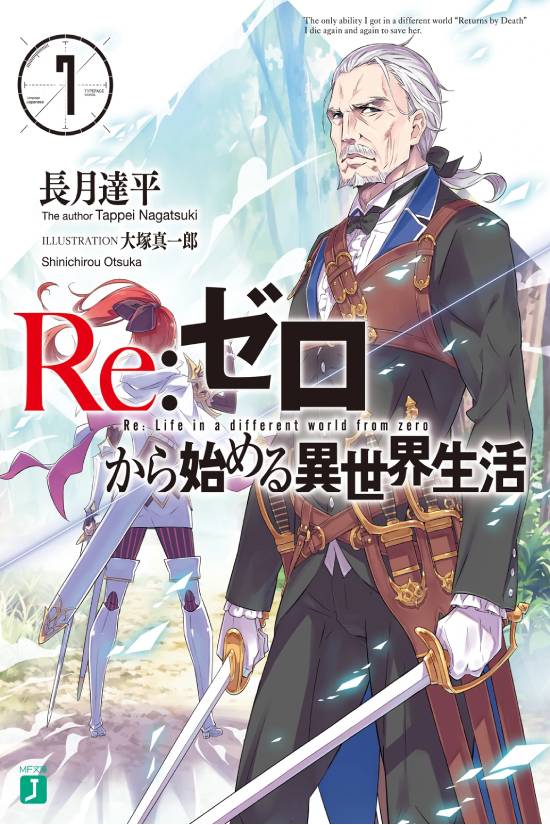 The only ability I got in a different world "Returns by Death"
I die again and again to save her.
7
長月達平
The author Tappei Nagatsuki
ILLUSTRATION 大塚真一郎
Shinichirou Otsuka
Re:ゼロ
Re: Life in a different world from zero
から始める異世界生活
MF文庫
J